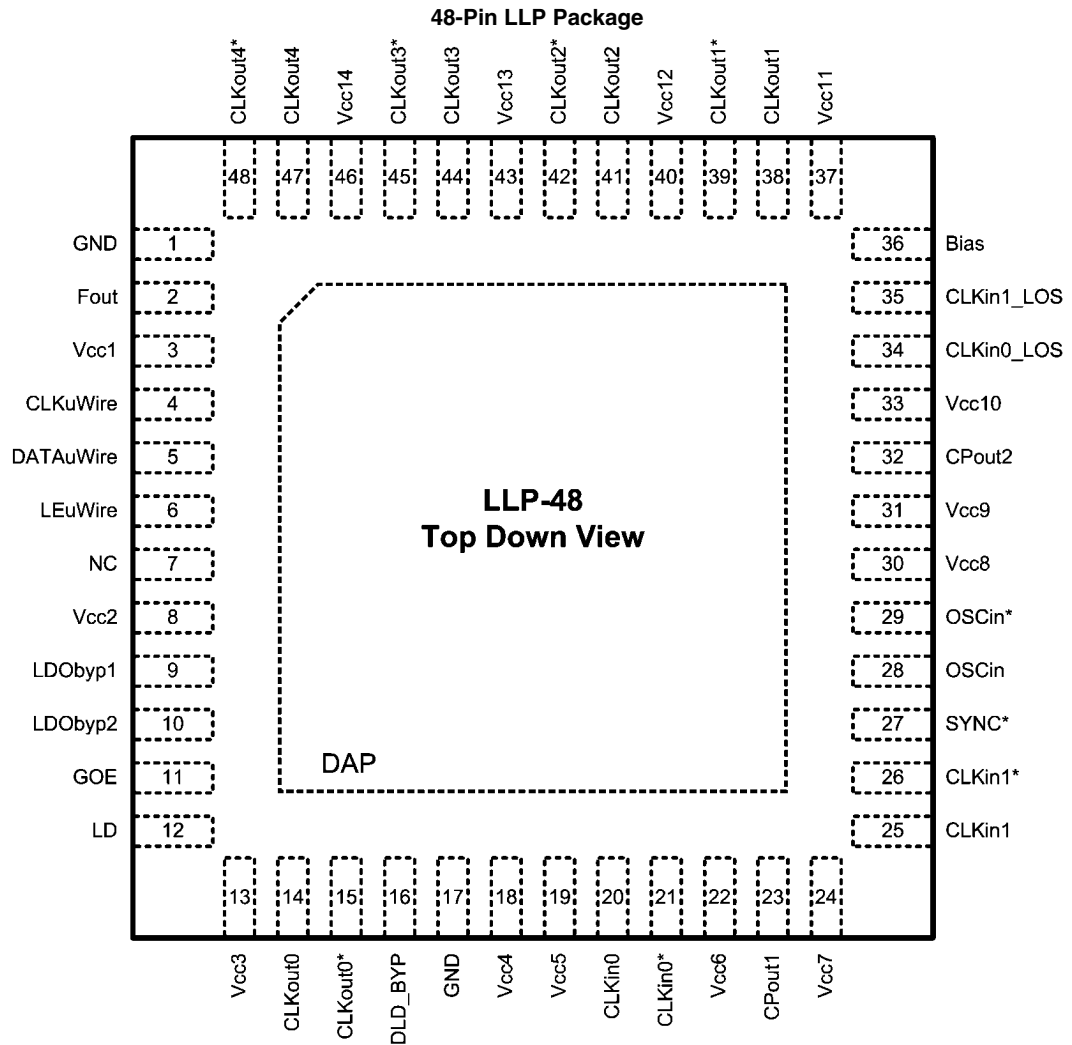 48-Pin LLP Package
CLKout4*
CLKout4
Vcc14
CLKout3*
CLKout3
Vcc13
CLKout2*
CLKout2
Vcc12
CLKout1*
CLKout1
Vcc11
48 47 46 45 44 43 42 41 40 39 38 37
GND 1
Fout 2
Vcc1 3
CLKuWire 4
DATAuWire 5
LEuWire 6
NC 7
Vcc2 8
LDObyp1 9
LDObyp2 10
GOE 11
LD 12
LLP-48
Top Down View
DAP
36 Bias
35 CLKin1_LOS
34 CLKin0_LOS
33 Vcc10
32 CPout2
31 Vcc9
30 Vcc8
29 OSCin*
28 OSCin
27 SYNC*
26 CLKin1*
25 CLKin1
13 14 15 16 17 18 19 20 21 22 23 24
Vcc3
CLKout0
CLKout0*
DLD_BYP
GND
Vcc4
Vcc5
CLKin0
CLKin0*
Vcc6
CPout1
Vcc7